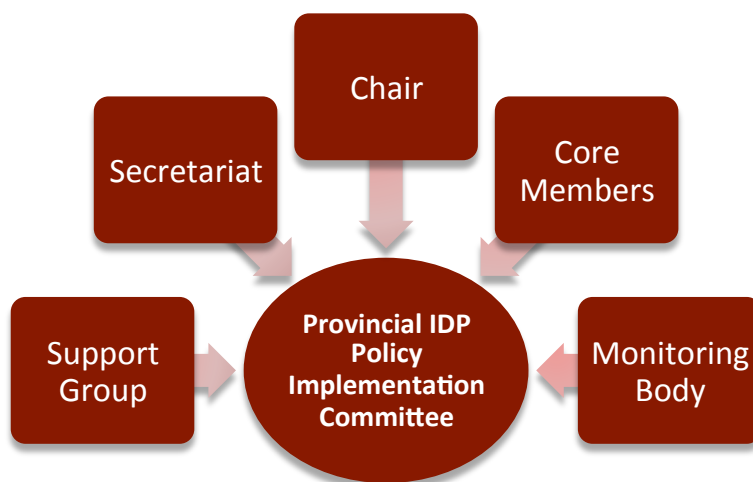 Chair
Secretariat
Core
Members
Support
Group
Provincial IDP
Policy
Implementation
Committee
Monitoring
Body